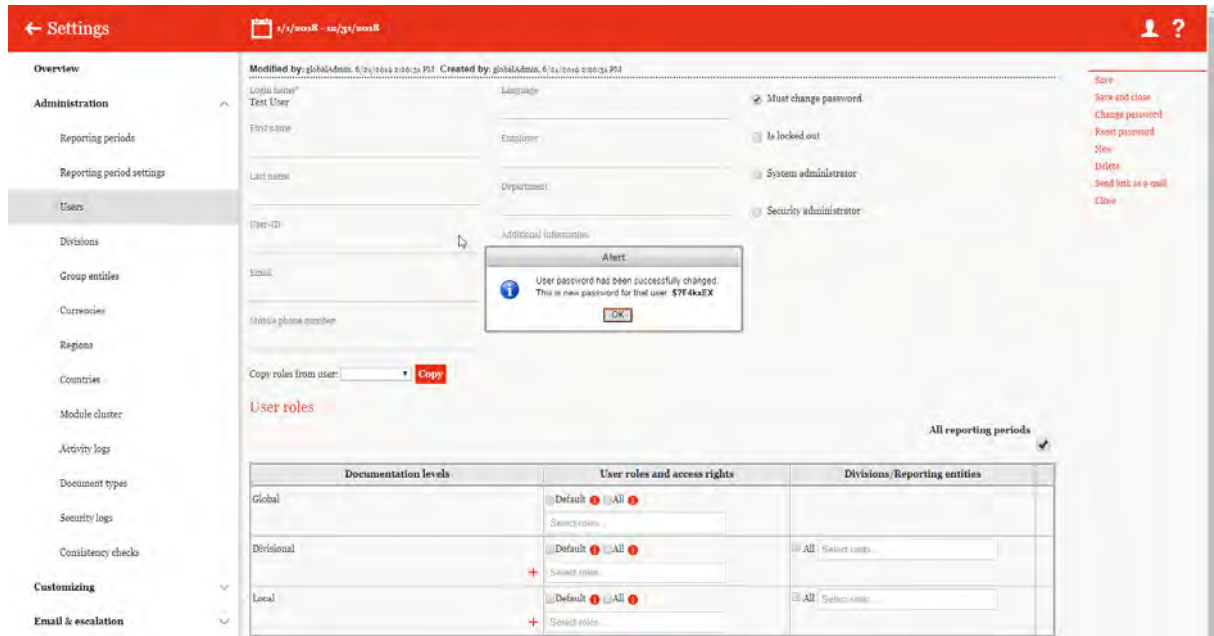 ← Settings
1/1/2018 - 12/31/2018
?
Overview
Administration
Reporting periods
Reporting period settings
Users
Divisions
Group entities
Currencies
Regions
Countries
Module cluster
Activity logs
Document types
Security logs
Consistency checks
Customizing
Email & escalation
Modified by: globalAdmin, PM Created by: globalAdmin, PM
Login name*
Test User
First name
Last name
User-ID
Email
Mobile phone number
Language
Employer
Department
Additional information
Must change password
Is locked out
System administrator
Security administrator
Alert
User password has been successfully changed.
This is new password for that user: $7F4kxEX
OK
Copy roles from user:
Copy
User roles
All reporting periods
Documentation levels
User roles and access rights
Divisions/Reporting entities
Global
Default All
Select roles...
Divisional
Default All
+ Select roles...
All Select units...
Local
Default All
+ Select roles...
All Select units...
Save
Save and close
Change password
Reset password
New
Delete
Send link as e-mail
Close